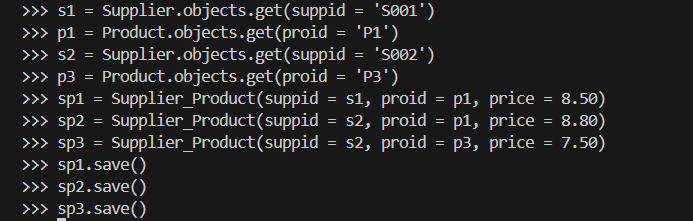 >>> s1 = Supplier.objects.get(suppid = 'S001')
>>> p1 = Product.objects.get(proid = 'P1')
>>> s2 = Supplier.objects.get(suppid = 'S002')
>>> p3 = Product.objects.get(proid = 'P3')
>>> sp1 = Supplier_Product(suppid = s1, proid = p1, price = 8.50)
>>> sp2 = Supplier_Product(suppid = s2, proid = p1, price = 8.80)
>>> sp3 = Supplier_Product(suppid = s2, proid = p3, price = 7.50)
>>> sp1.save()
>>> sp2.save()
>>> sp3.save()